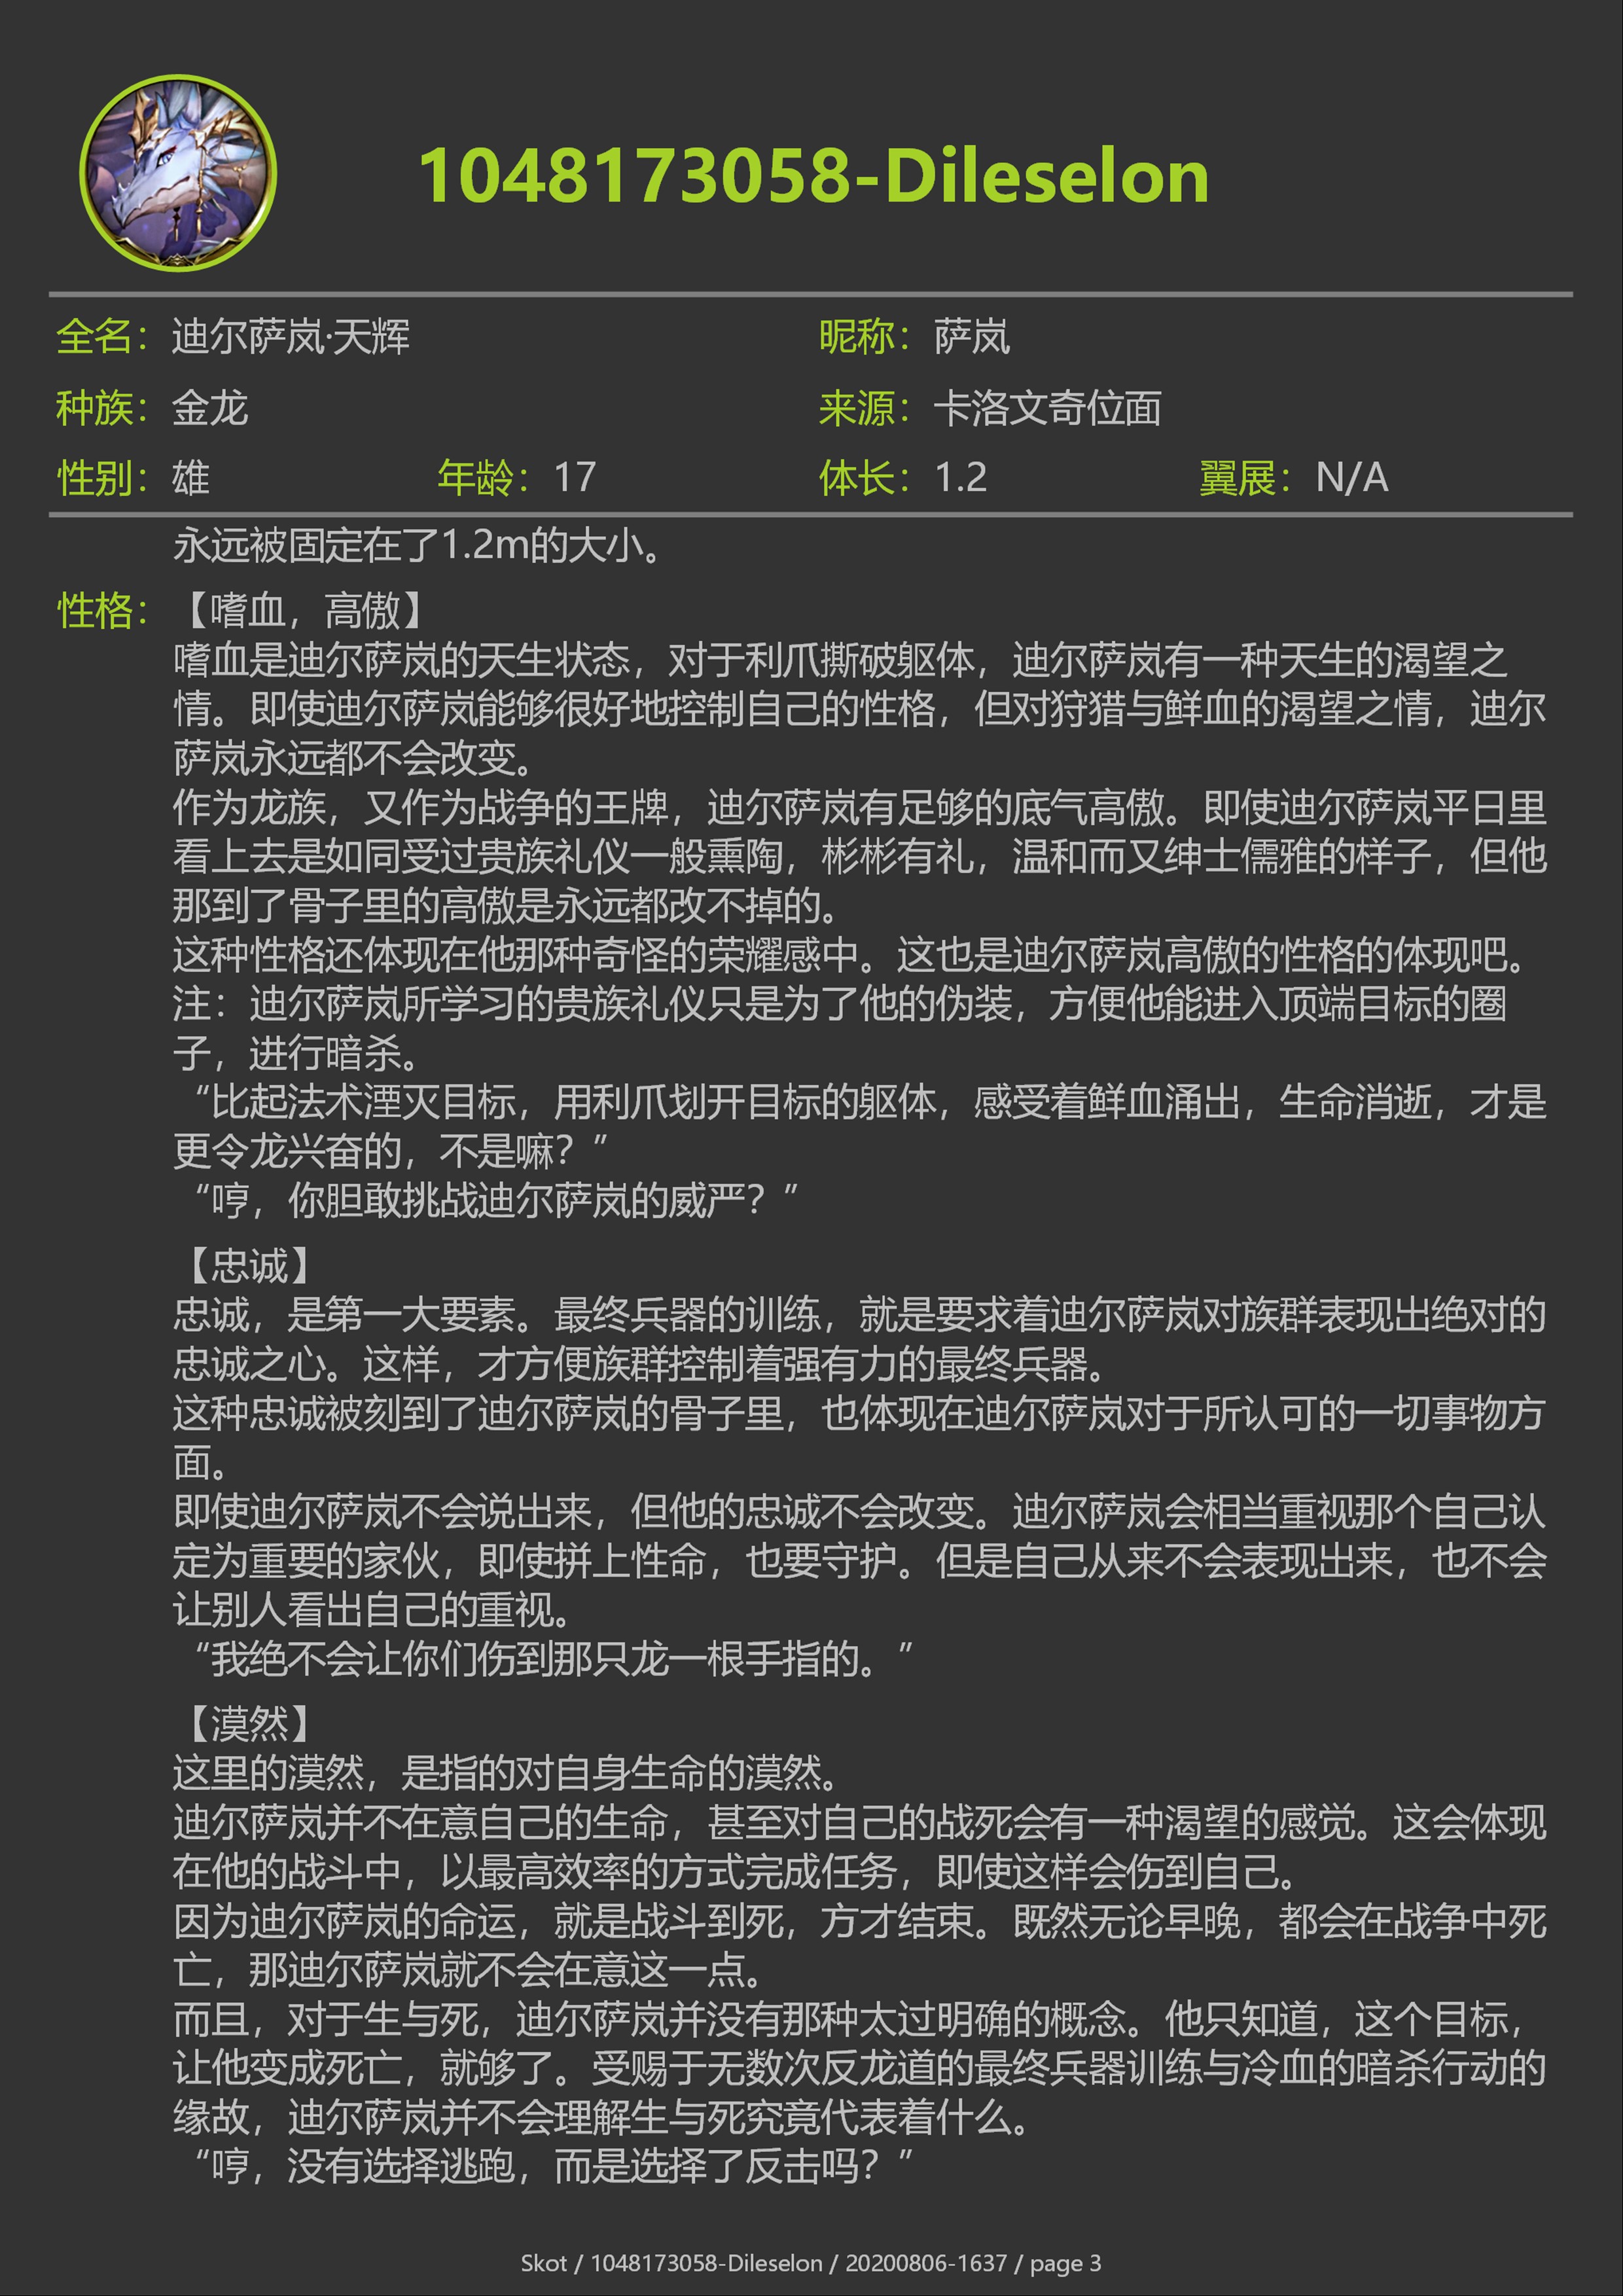 1048173058-Dileselon
全名：迪尔萨岚·天辉 昵称：萨岚
种族：金龙 来源：卡洛文奇位面
性别：雄 年龄：17 体长：1.2 翼展：N/A
永远被固定在了1.2m的大小。
性格：【嗜血，高傲】
嗜血是迪尔萨岚的天生状态，对于利爪撕破躯体，迪尔萨岚有一种天生的渴望之
情。即使迪尔萨岚能够很好地控制自己的性格，但对狩猎与鲜血的渴望之情，迪尔
萨岚永远都不会改变。
作为龙族，又作为战争的王牌，迪尔萨岚有足够的底气高傲。即使迪尔萨岚平日里
看上去是如同受过贵族礼仪一般熏陶，彬彬有礼，温和而又绅士儒雅的样子，但他
那到了骨子里的高傲是永远都改不掉的。
这种性格还体现在他那种奇怪的荣耀感中。这也是迪尔萨岚高傲的性格的体现吧。
注：迪尔萨岚所学习的贵族礼仪只是为了他的伪装，方便他能进入顶端目标的圈
子，进行暗杀。
“比起法术湮灭目标，用利爪划开目标的躯体，感受着鲜血涌出，生命消逝，才是
更令龙兴奋的，不是嘛？”
“哼，你胆敢挑战迪尔萨岚的威严？”
【忠诚】
忠诚，是第一大要素。最终兵器的训练，就是要求着迪尔萨岚对族群表现出绝对的
忠诚之心。这样，才方便族群控制着强有力的最终兵器。
这种忠诚被刻到了迪尔萨岚的骨子里，也体现在迪尔萨岚对于所认可的一切事物方
面。
即使迪尔萨岚不会说出来，但他的忠诚不会改变。迪尔萨岚会相当重视那个自己认
定为重要的家伙，即使拼上性命，也要守护。但是自己从来不会表现出来，也不会
让别人看出自己的重视。
“我绝不会让你们伤到那只龙一根手指的。”
【漠然】
这里的漠然，是指的对自身生命的漠然。
迪尔萨岚并不在意自己的生命，甚至对自己的战死会有一种渴望的感觉。这会体现
在他的战斗中，以最高效率的方式完成任务，即使这样会伤到自己。
因为迪尔萨岚的命运，就是战斗到死，方才结束。既然无论早晚，都会在战争中死
亡，那迪尔萨岚就不会在意这一点。
而且，对于生与死，迪尔萨岚并没有那种太过明确的概念。他只知道，这个目标，
让他变成死亡，就够了。受赐于无数次反龙道的最终兵器训练与冷血的暗杀行动的
缘故，迪尔萨岚并不会理解生与死究竟代表着什么。
“哼，没有选择逃跑，而是选择了反击吗？”
Skot / 1048173058-Dileselon / 20200806-1637 / page 3